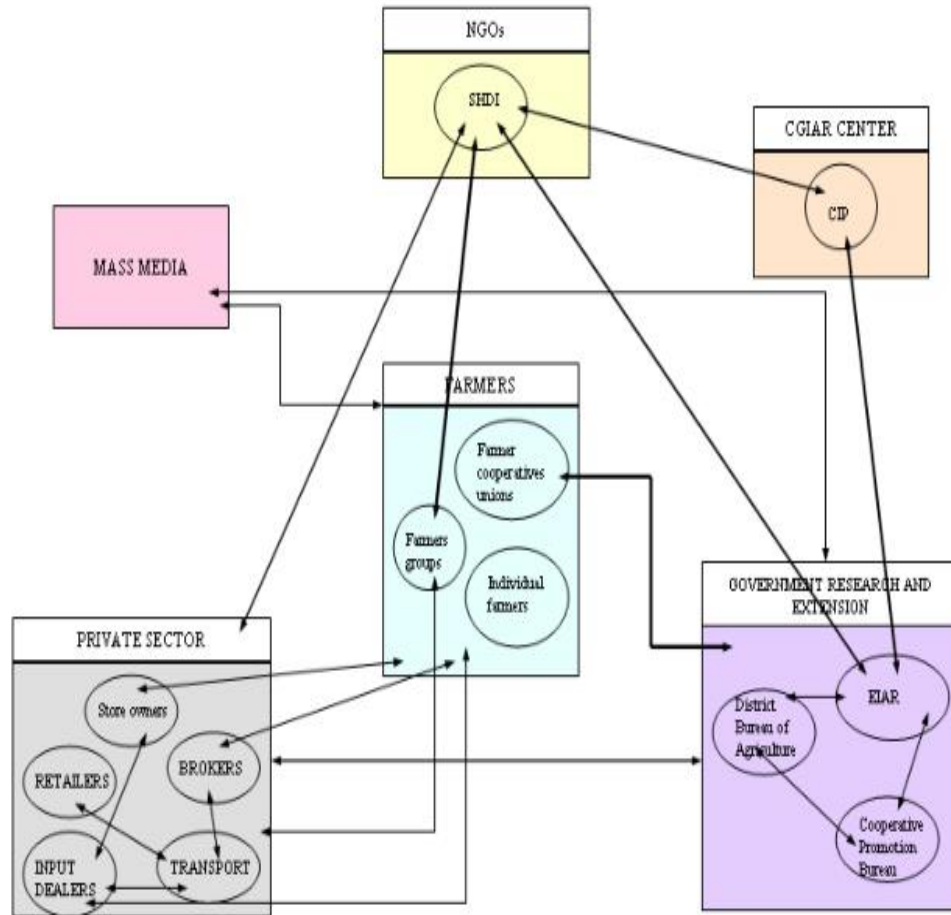 NGOs
SHDI
CGIAR CENTER
CIP
MASS MEDIA
FARMERS
Farmer
cooperatives
unions
Farmers
groups
Individual
farmers
GOVERNMENT RESEARCH AND
EXTENSION
EIAR
District
Bureau of
Agriculture
Cooperative
Promotion
Bureau
PRIVATE SECTOR
Store owners
RETAILERS
BROKERS
INPUT
DEALERS
TRANSPORT